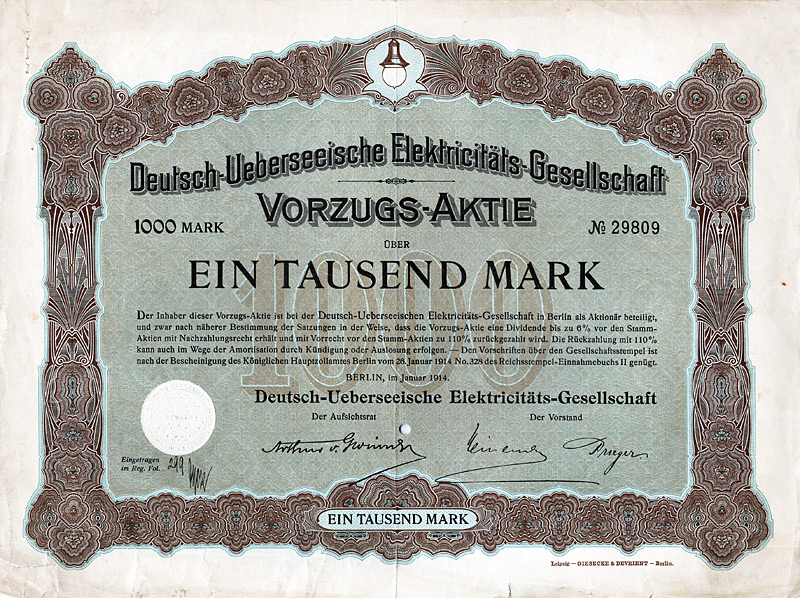 Deutsch-Ueberseeische Elektricitäts-Gesellschaft
VORZUGS-AKTIE
1000 MARK
№ 29809
ÜBER
EIN TAUSEND MARK
1000
Der Inhaber dieser Vorzugs-Aktie ist bei der Deutsch-Ueberseeischen Elektricitäts-Gesellschaft in Berlin als Aktionär beteiligt,
und zwar nach näherer Bestimmung der Satzungen in der Weise, dass die Vorzugs-Aktie eine Dividende bis zu 6% vor den Stamm-
Aktien mit Nachzahlungsrecht erhält und mit Vorrecht vor den Stamm-Aktien zu 110% zurückgezahlt wird. Die Rückzahlung mit 110%
kann auch im Wege der Amortisation durch Kündigung oder Auslosung erfolgen. — Den Vorschriften über den Gesellschaftsstempel ist
nach der Bescheinigung des Königlichen Hauptzollamtes Berlin vom 26. Januar 1914 No. 328 des Reichsstempel-Einnahmebuchs II genügt.
BERLIN, im Januar 1914.
Deutsch-Ueberseeische Elektricitäts-Gesellschaft
Der Aufsichtsrat
Der Vorstand
Arthur v. Gwinner
Eingetragen
im Reg. Fol. 279
EIN TAUSEND MARK
Leipzig — GIESECKE & DEVRIENT — Berlin.